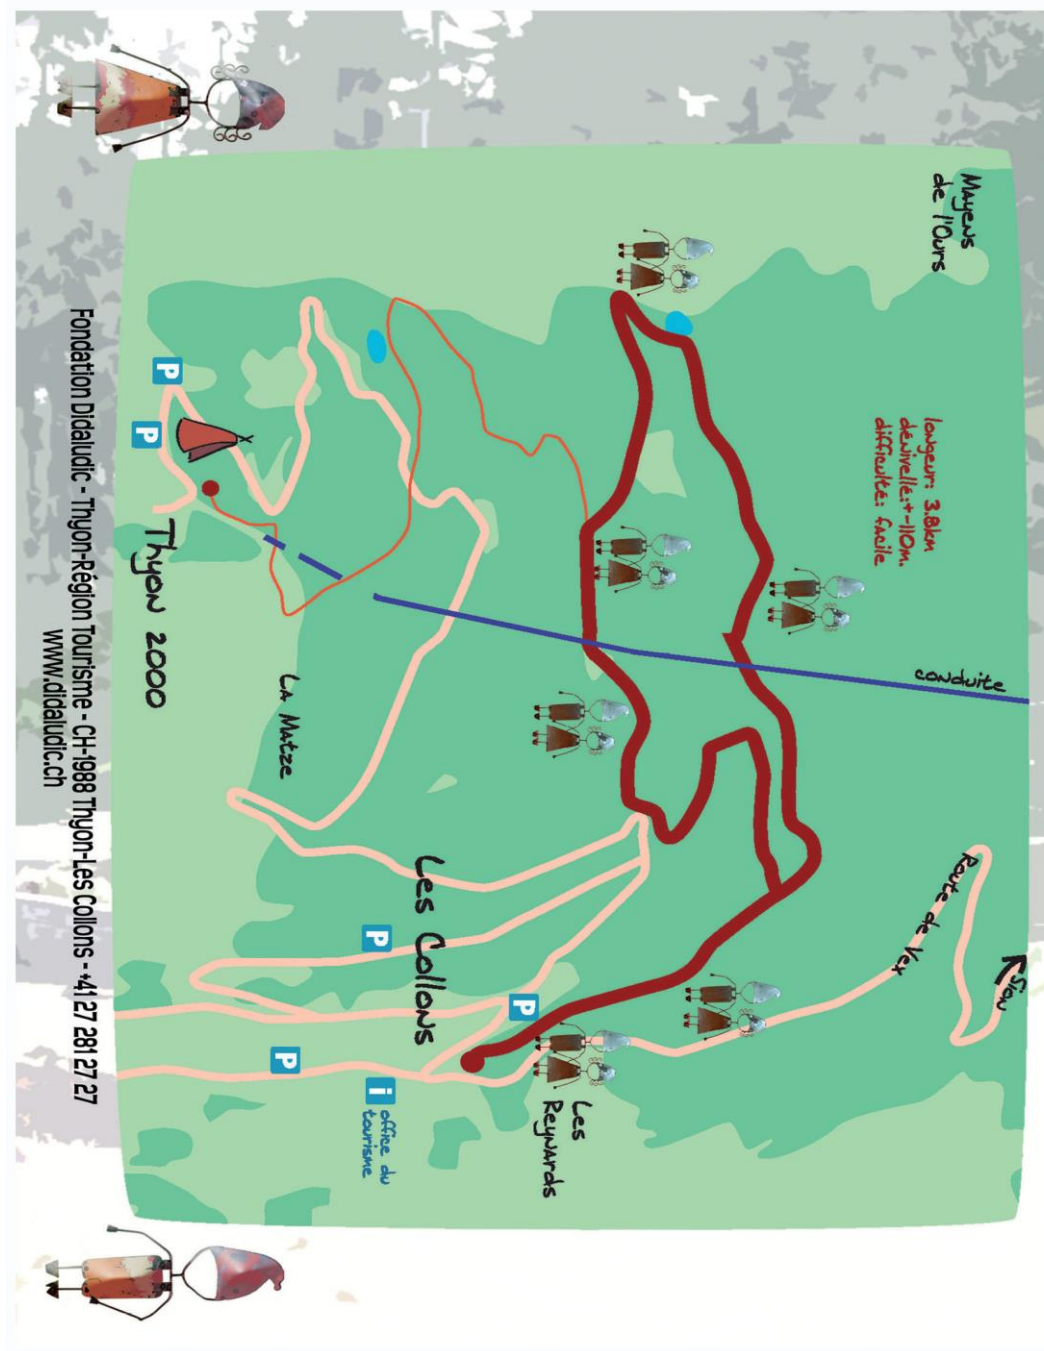 Mayens
de l'Ours
longeur: 3.8km
dénivellé:+-110m.
difficulté: facile
conduite
Sion
Route de Vex
Les
Reynards
P
Les Collons
P
i
office du
tourisme
P
La Matze
P
P
Thyon 2000
Fondation Didaludic - Thyon-Région Tourisme - CH-1988 Thyon-Les Collons - +41 27 281 27 27
www.didaludic.ch